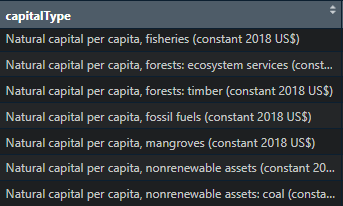 capitalType
Natural capital per capita, fisheries (constant 2018 US$)
Natural capital per capita, forests: ecosystem services (const...
Natural capital per capita, forests: timber (constant 2018 US$)
Natural capital per capita, fossil fuels (constant 2018 US$)
Natural capital per capita, mangroves (constant 2018 US$)
Natural capital per capita, nonrenewable assets (constant 20...
Natural capital per capita, nonrenewable assets: coal (consta...